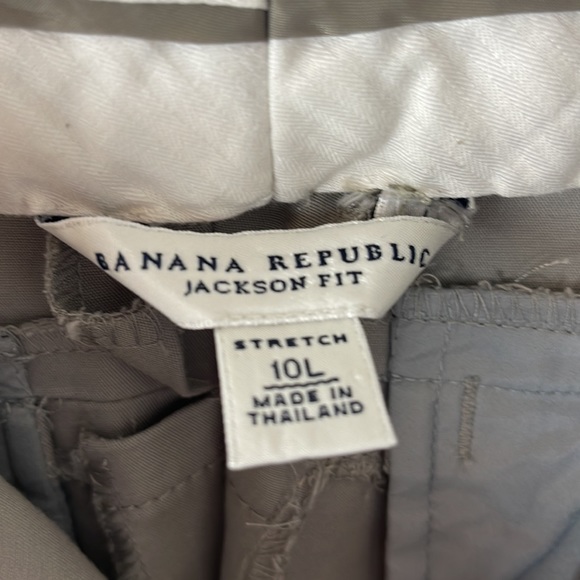 BANANA REPUBLIC
JACKSON FIT
STRETCH
10L
MADE IN
THAILAND